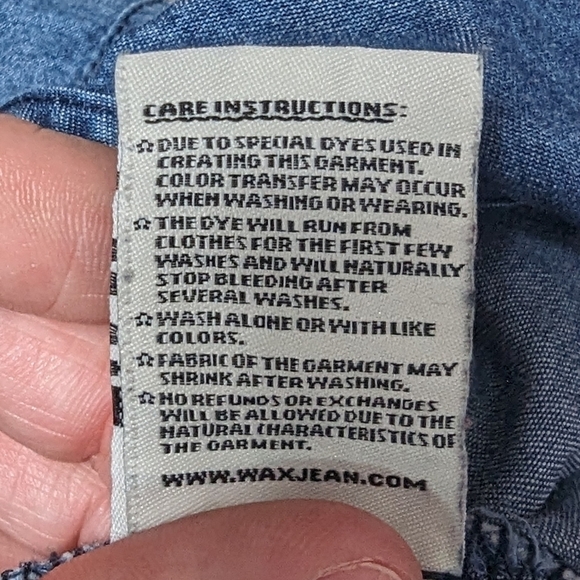 CARE INSTRUCTIONS:
☆DUE TO SPECIAL DYES USED IN
CREATING THIS GARMENT.
COLOR TRANSFER MAY OCCUR
WHEN WASHING OR WEARING.
☆THE DYE WILL RUN FROM
CLOTHES FOR THE FIRST FEW
WASHES AND WILL NATURALLY
STOP BLEEDING AFTER
SEVERAL WASHES.
☆WASH ALONE OR WITH LIKE
COLORS.
☆FABRIC OF THE GARMENT MAY
SHRINK AFTER WASHING.
☆NO REFUNDS OR EXCHANGES
WILL BE ALLOWED DUE TO THE
NATURAL CHARACTERISTICS OF
THE GARMENT.
WWW.WAXJEAN.COM